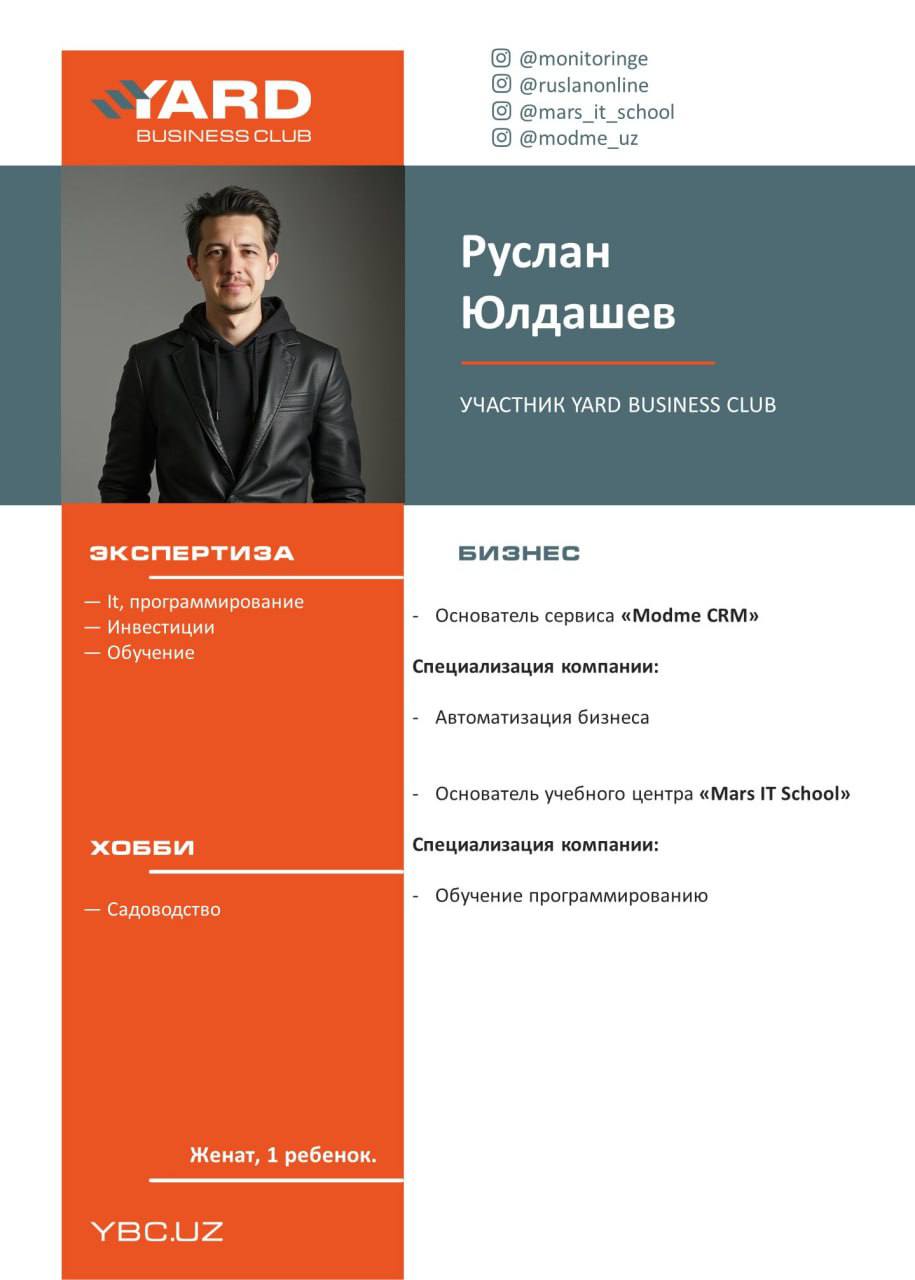 YARD
BUSINESS CLUB
@monitoringe
@ruslanonline
@mars_it_school
@modme_uz
Руслан
Юлдашев
УЧАСТНИК YARD BUSINESS CLUB
ЭКСПЕРТИЗА
— It, программирование
— Инвестиции
— Обучение
ХОББИ
— Садоводство
Женат, 1 ребенок.
YBC.UZ
БИЗНЕС
- Основатель сервиса «Modme CRM»
Специализация компании:
- Автоматизация бизнеса
- Основатель учебного центра «Mars IT School»
Специализация компании:
- Обучение программированию